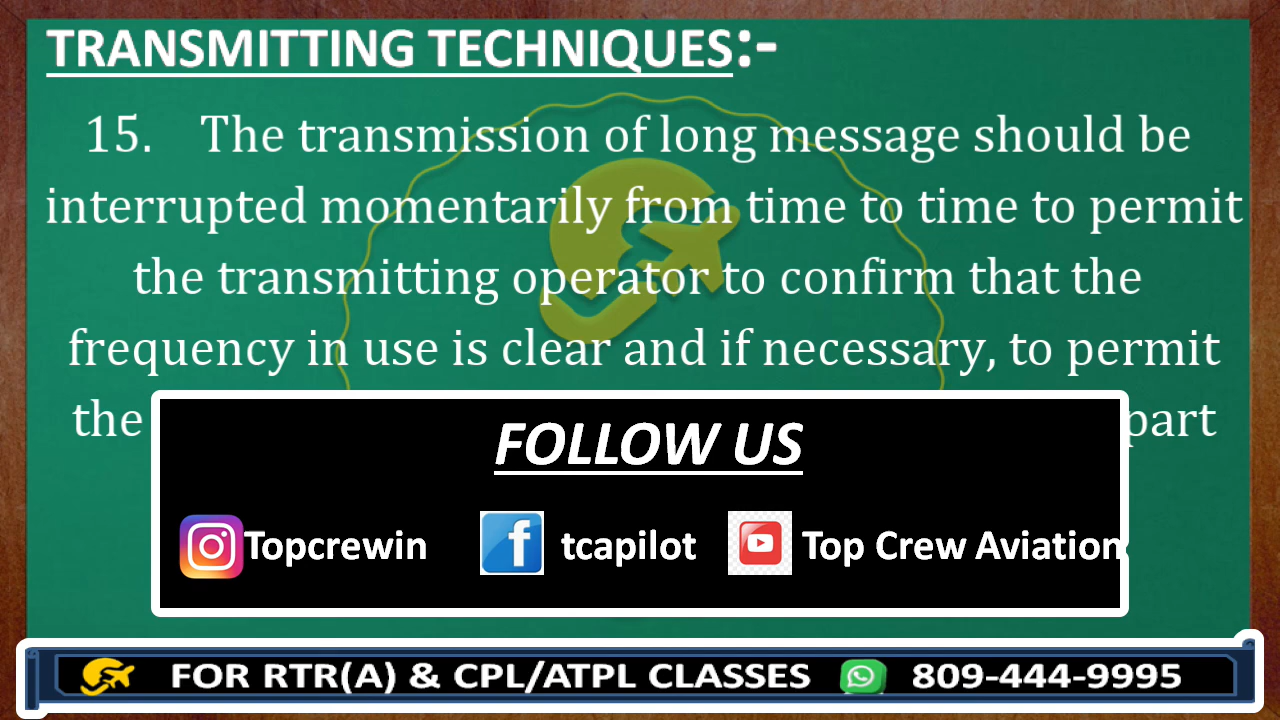 TRANSMITTING TECHNIQUES:-
15. The transmission of long message should be
interrupted momentarily from time to time to permit
the transmitting operator to confirm that the
frequency in use is clear and if necessary, to permit
the part
FOLLOW US
Topcrewin tcapilot Top Crew Aviation
FOR RTR(A) & CPL/ATPL CLASSES 809-444-9995